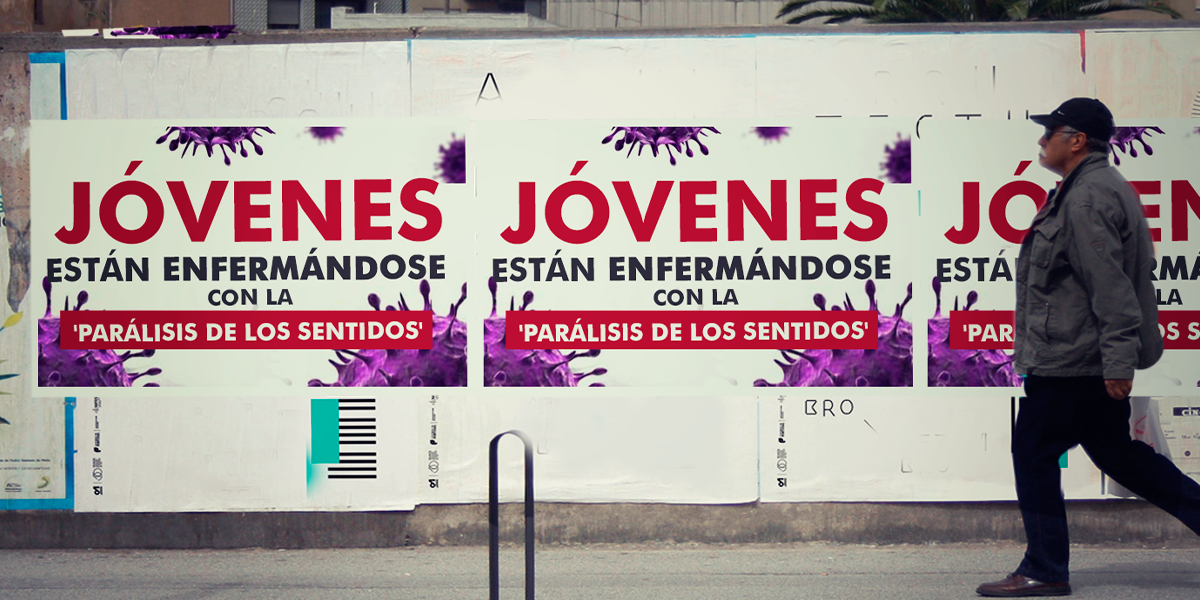 JÓVENES
ESTÁN ENFERMÁNDOSE
CON LA
'PARÁLISIS DE LOS SENTIDOS'
JÓVENES
ESTÁN ENFERMÁNDOSE
CON LA
'PARÁLISIS DE LOS SENTIDOS'
BRO